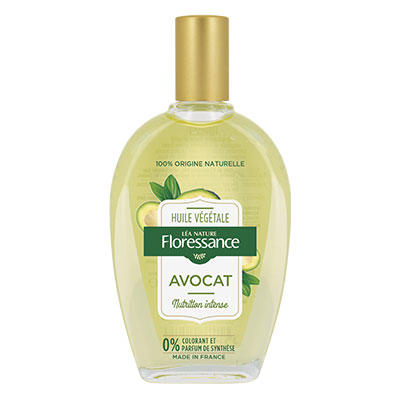 100% ORIGINE NATURELLE
HUILE VÉGÉTALE
LÉA NATURE
Floressance
AVOCAT
Nutrition intense
0% COLORANT ET
PARFUM DE SYNTHÈSE
MADE IN FRANCE